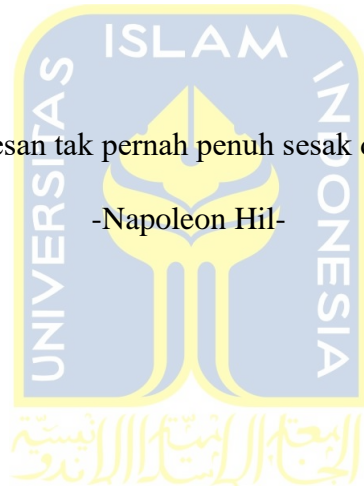 ISLAM
UNIVERSITAS
INDONESIA
esan tak pernah penuh sesak
-Napoleon Hil-